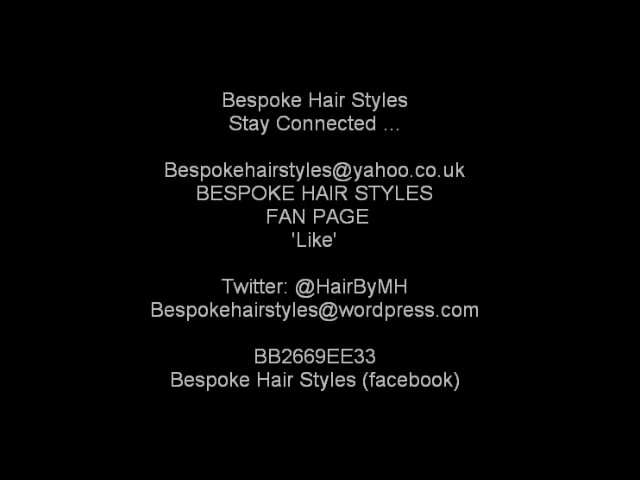 Bespoke Hair Styles
Stay Connected ...
Bespokehairstyles@yahoo.co.uk
BESPOKE HAIR STYLES
FAN PAGE
'Like'
Twitter: @HairByMH
Bespokehairstyles@wordpress.com
BB2669EE33
Bespoke Hair Styles (facebook)